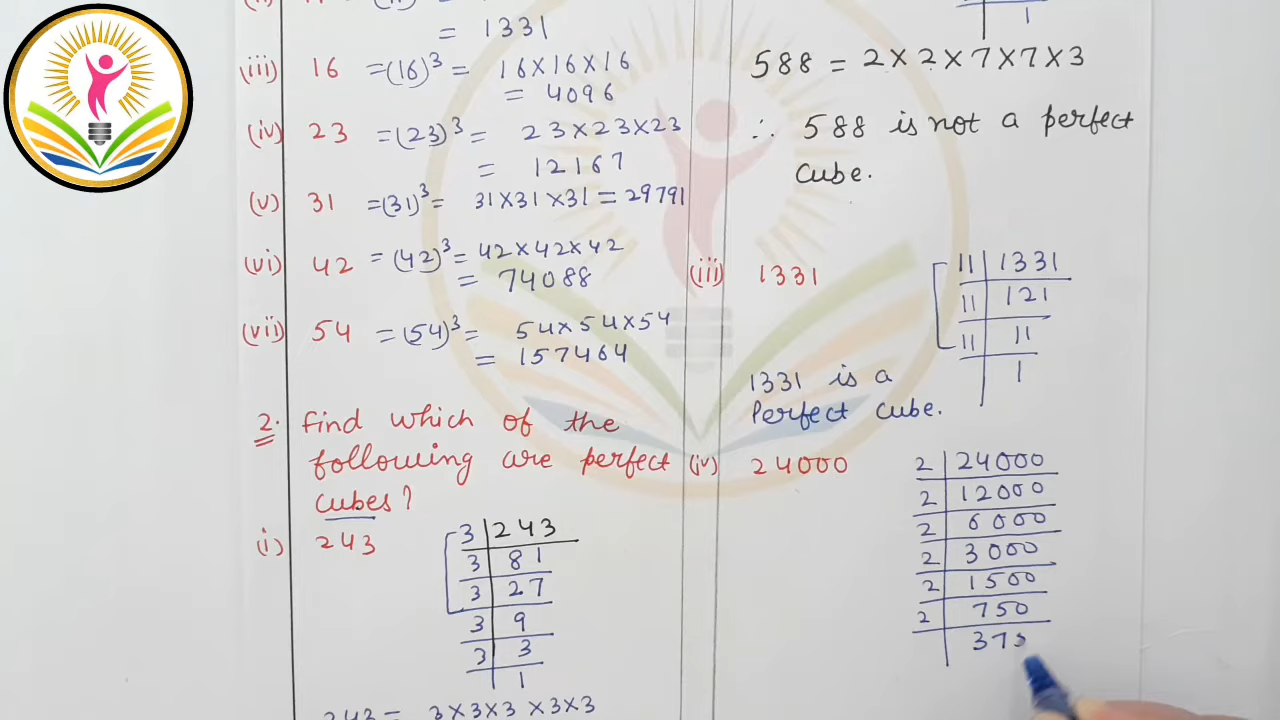 = 1331
(iii) 16 =(16)³ = 16×16×16
= 4096
(iv) 23 =(23)³ = 23×23×23
= 12167
(v) 31 =(31)³= 31×31×31 = 29791
(vi) 42 =(42)³= 42×42×42
= 74088
(vii) 54 =(54)³= 54×54×54
= 157464
2. Find which of the
following are perfect
cubes?
(i) 243
3 243
3 81
3 27
3 9
3 3
1
243 = 3×3×3×3×3
1
588 = 2×2×7×7×3
∴ 588 is not a perfect
cube.
(iii) 1331
11 1331
11 121
11 11
1
1331 is a
Perfect cube.
(iv) 24000
2 24000
2 12000
2 6000
2 3000
2 1500
2 750
375